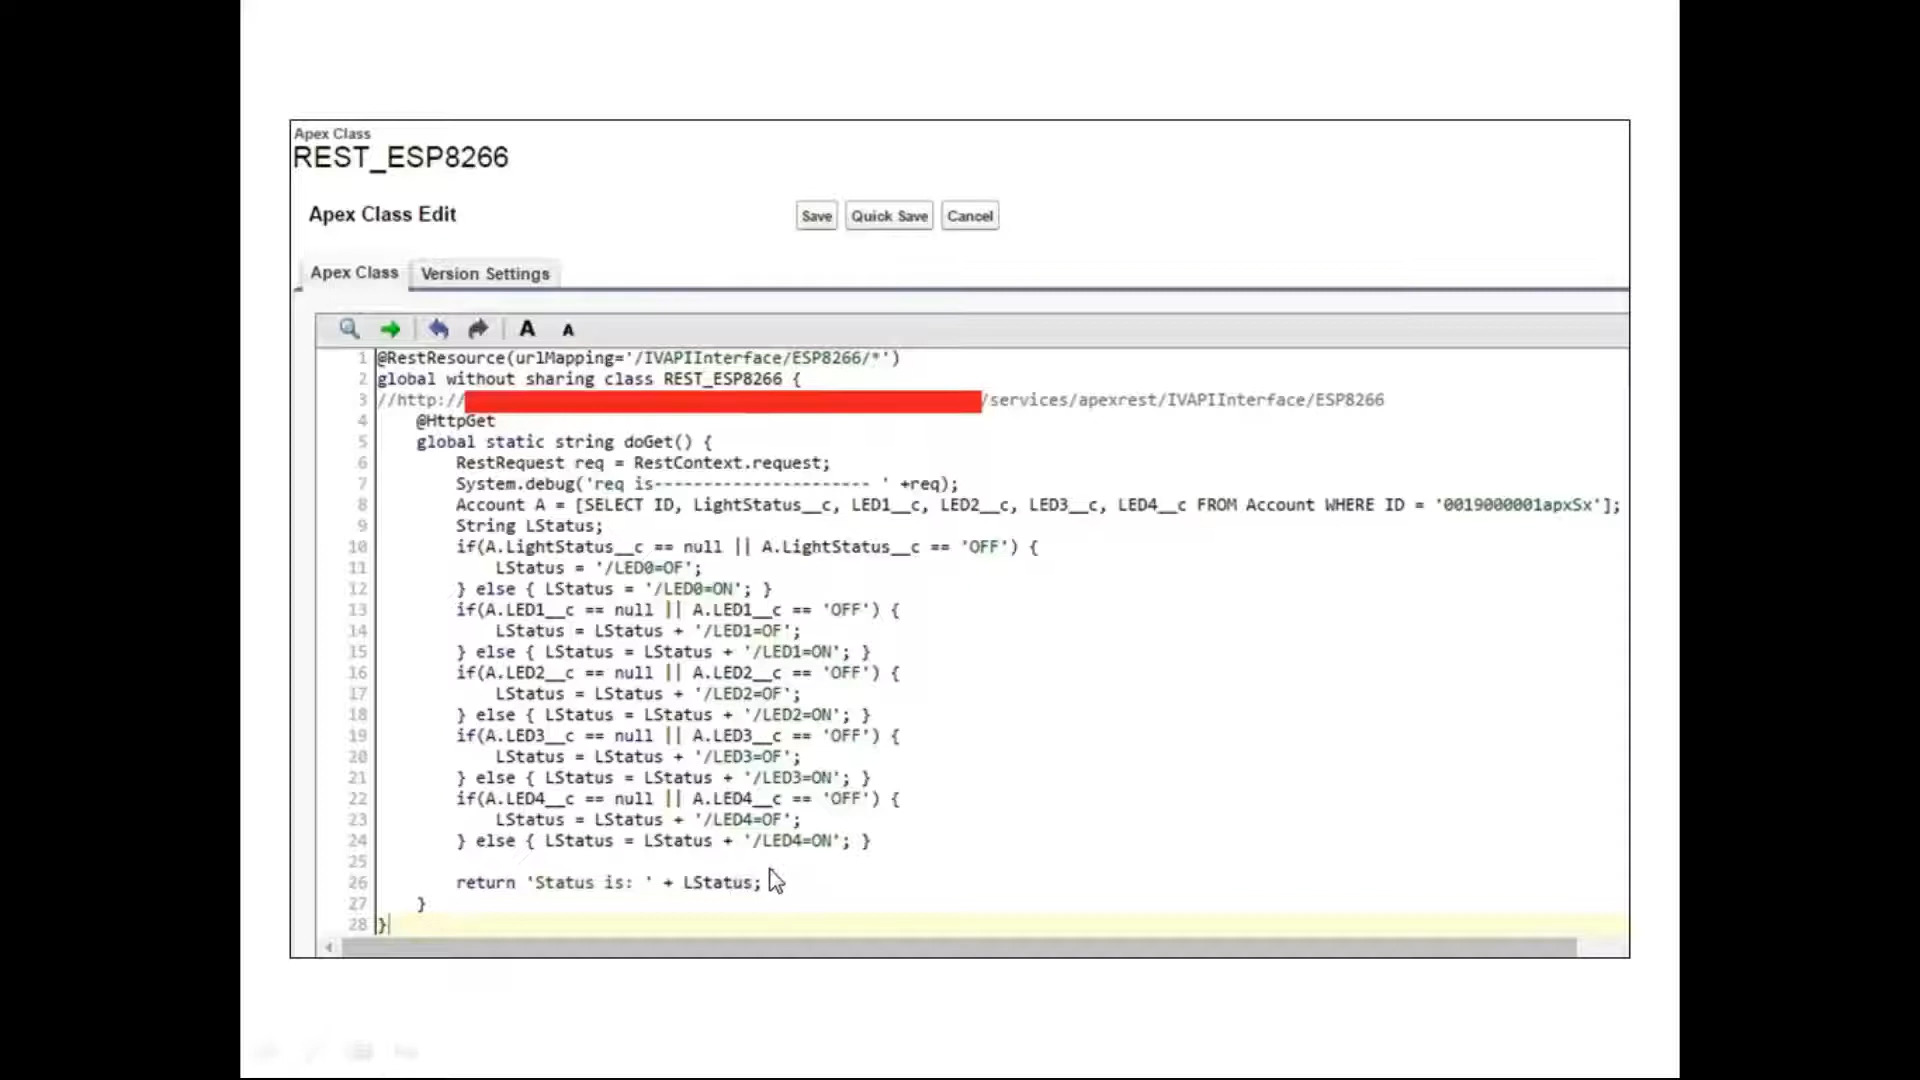 Apex Class
REST_ESP8266
Apex Class Edit
Save Quick Save Cancel
Apex Class Version Settings
A A
1 @RestResource(urlMapping='/IVAPIInterface/ESP8266/*')
2 global without sharing class REST_ESP8266 {
3 //http:// /services/apexrest/IVAPIInterface/ESP8266
4 @HttpGet
5 global static string doGet() {
6 RestRequest req = RestContext.request;
7 System.debug('req is---------------------- ' +req);
8 Account A = [SELECT ID, LightStatus__c, LED1__c, LED2__c, LED3__c, LED4__c FROM Account WHERE ID = '0019000001apxSx'];
9 String LStatus;
10 if(A.LightStatus__c == null || A.LightStatus__c == 'OFF') {
11 LStatus = '/LED0=OF';
12 } else { LStatus = '/LED0=ON'; }
13 if(A.LED1__c == null || A.LED1__c == 'OFF') {
14 LStatus = LStatus + '/LED1=OF';
15 } else { LStatus = LStatus + '/LED1=ON'; }
16 if(A.LED2__c == null || A.LED2__c == 'OFF') {
17 LStatus = LStatus + '/LED2=OF';
18 } else { LStatus = LStatus + '/LED2=ON'; }
19 if(A.LED3__c == null || A.LED3__c == 'OFF') {
20 LStatus = LStatus + '/LED3=OF';
21 } else { LStatus = LStatus + '/LED3=ON'; }
22 if(A.LED4__c == null || A.LED4__c == 'OFF') {
23 LStatus = LStatus + '/LED4=OF';
24 } else { LStatus = LStatus + '/LED4=ON'; }
25
26 return 'Status is: ' + LStatus;
27 }
28 }